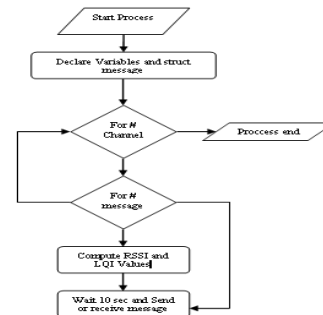 Start Process
Declare Variables and struct
message
For #
Channel
Proccess end
For #
message
Compute RSSI and
LQI Values
Wait 10 sec and Send
or receive message